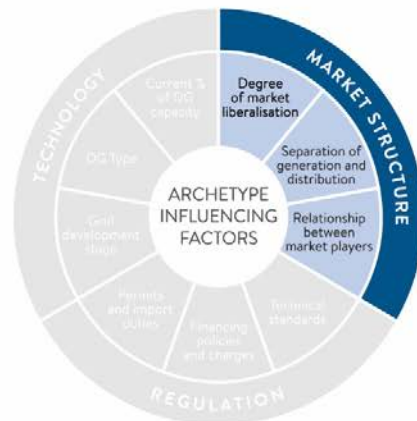 MARKET STRUCTURE
Degree
of market
liberalisation
Separation of
generation and
distribution
Relationship
between
market players
ARCHETYPE
INFLUENCING
FACTORS
TECHNOLOGY
Current %
of DG
capacity
DG Type
Grid
development
stage
REGULATION
Permits
and import
duties
Financing
policies
and charges
Technical
standards